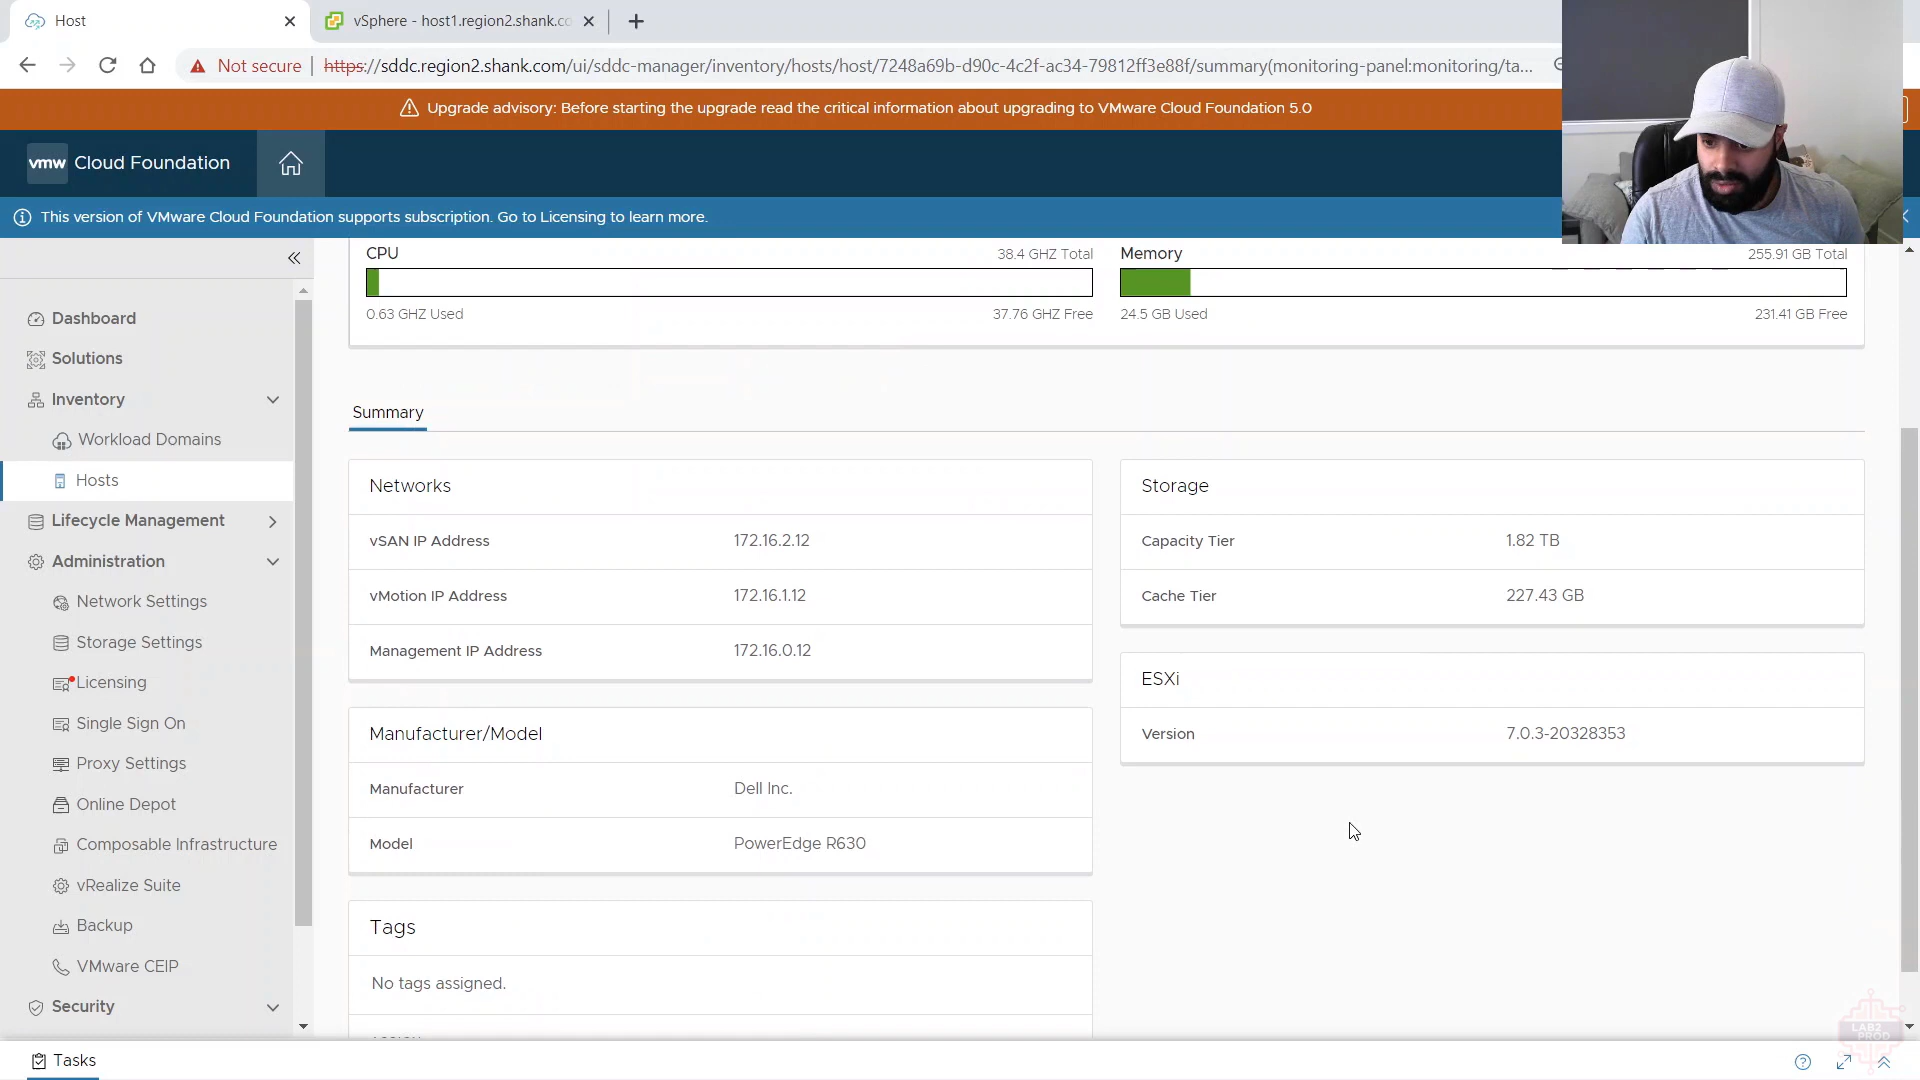 Host
vSphere - host1.region2.shank.co
Not secure
https://sddc.region2.shank.com/ui/sddc-manager/inventory/hosts/host/7248a69b-d90c-4c2f-ac34-79812ff3e88f/summary(monitoring-panel:monitoring/ta...
Upgrade advisory: Before starting the upgrade read the critical information about upgrading to VMware Cloud Foundation 5.0
vmw Cloud Foundation
This version of VMware Cloud Foundation supports subscription. Go to Licensing to learn more.
Dashboard
Solutions
Inventory
Workload Domains
Hosts
Lifecycle Management
Administration
Network Settings
Storage Settings
Licensing
Single Sign On
Proxy Settings
Online Depot
Composable Infrastructure
vRealize Suite
Backup
VMware CEIP
Security
CPU
38.4 GHZ Total
0.63 GHZ Used
37.76 GHZ Free
Memory
255.91 GB Total
24.5 GB Used
231.41 GB Free
Summary
Networks
vSAN IP Address 172.16.2.12
vMotion IP Address 172.16.1.12
Management IP Address 172.16.0.12
Manufacturer/Model
Manufacturer Dell Inc.
Model PowerEdge R630
Tags
No tags assigned.
Storage
Capacity Tier 1.82 TB
Cache Tier 227.43 GB
ESXi
Version 7.0.3-20328353
LAB2
PROD
Tasks